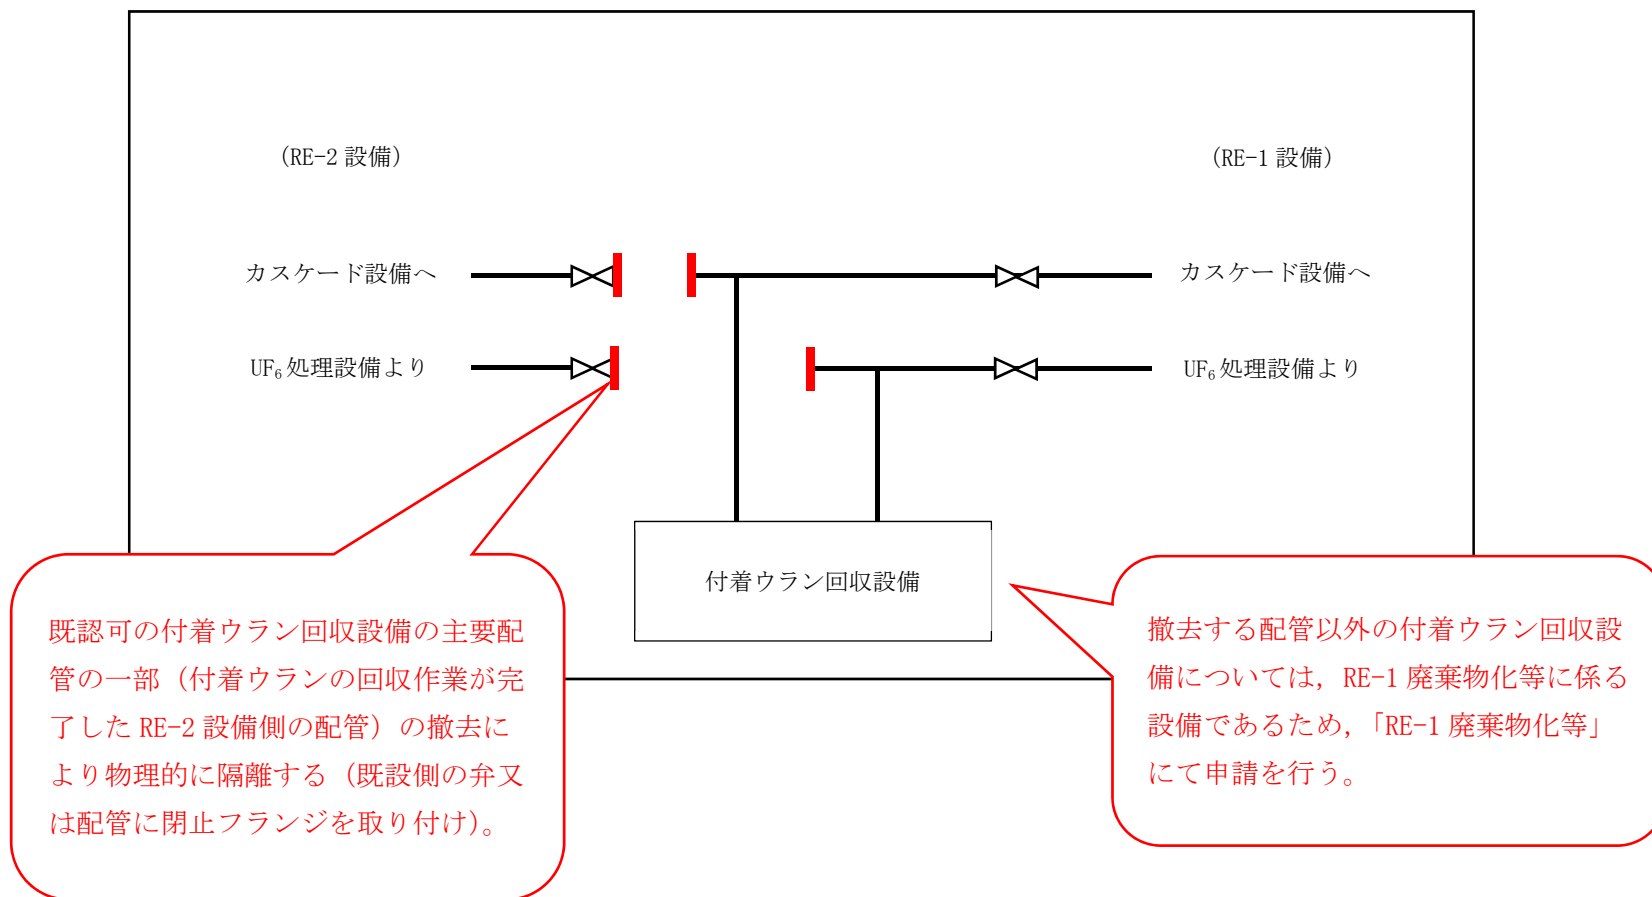 （RE-2 設備）
（RE-1 設備）
カスケード設備へ
カスケード設備へ
UF₆処理設備より
UF₆処理設備より
付着ウラン回収設備
既認可の付着ウラン回収設備の主要配
管の一部（付着ウランの回収作業が完
了した RE-2 設備側の配管）の撤去に
より物理的に隔離する（既設側の弁又
は配管に閉止フランジを取り付け）。
撤去する配管以外の付着ウラン回収設
備については，RE-1 廃棄物化等に係る
設備であるため，「RE-1 廃棄物化等」
にて申請を行う。